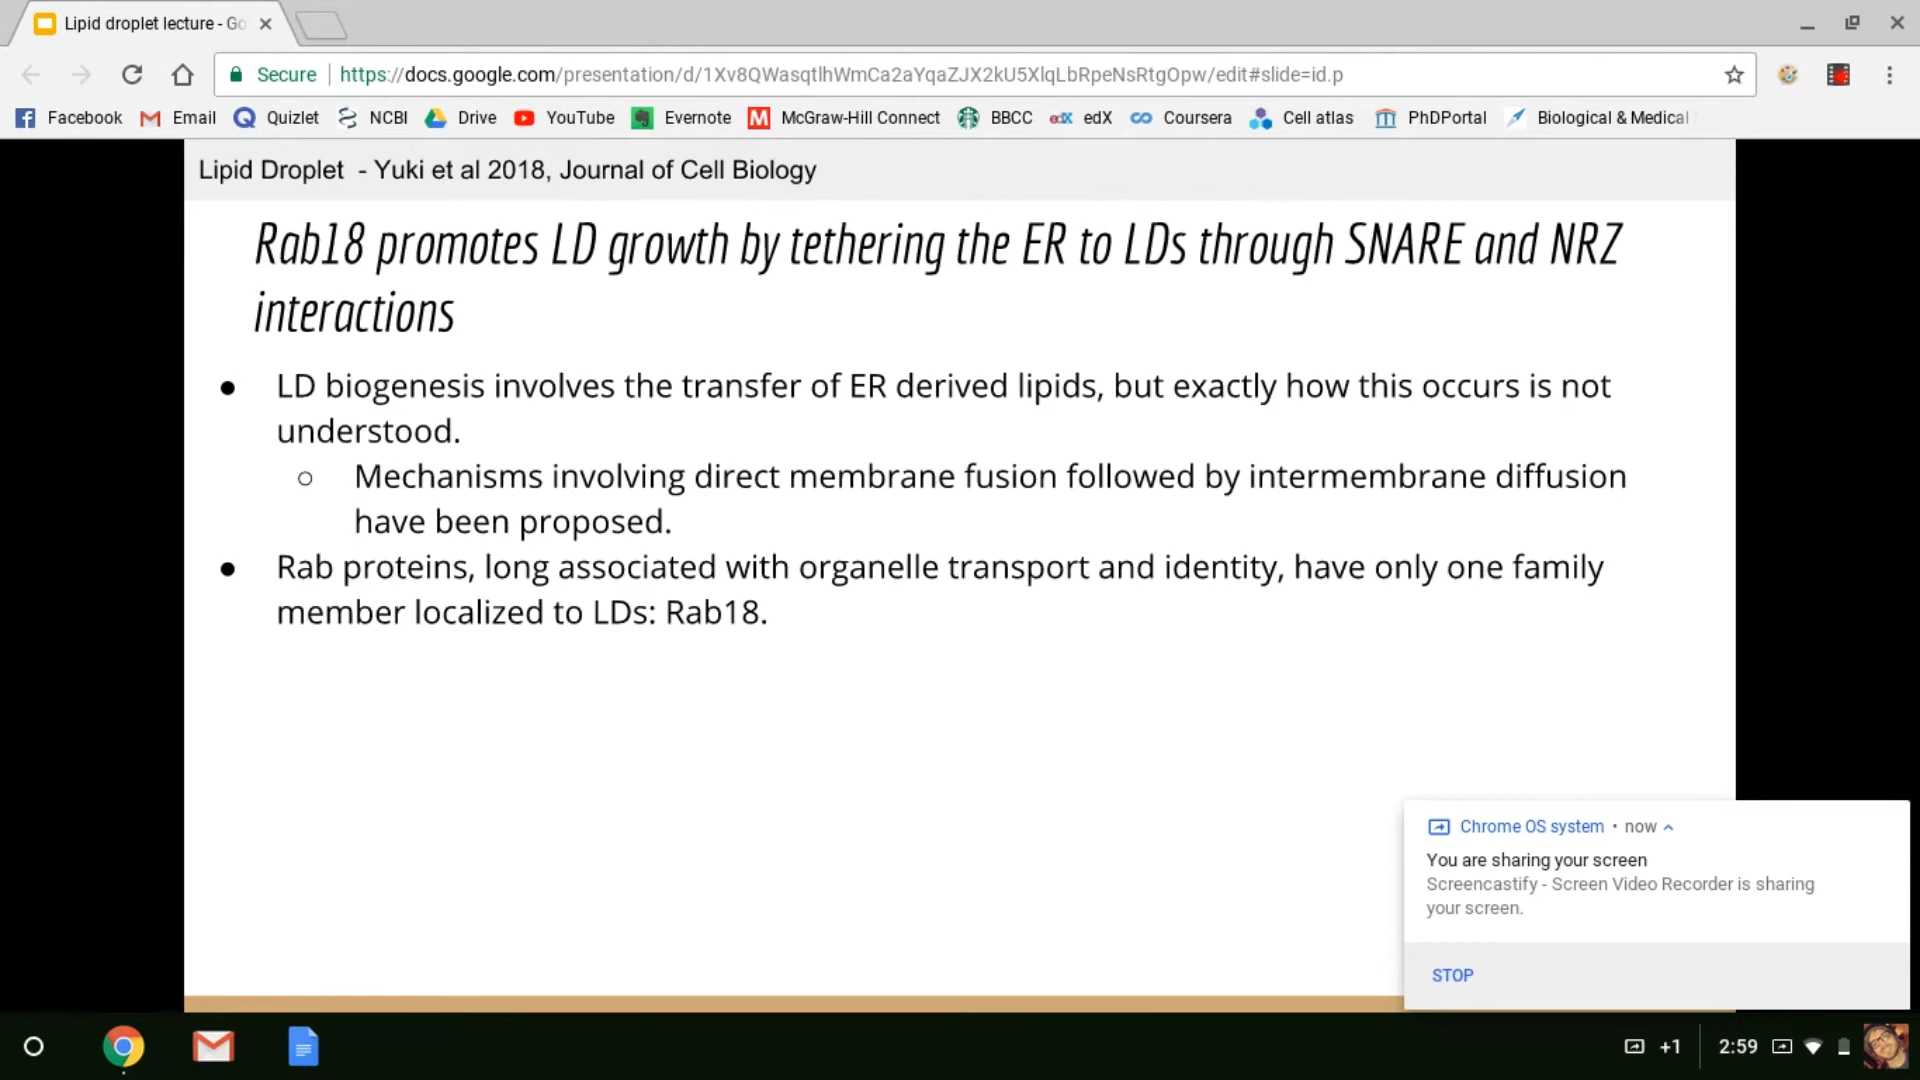 Lipid droplet lecture - Go
Secure
https://docs.google.com/presentation/d/1Xv8QWasqtlhWmCa2aYqaZJX2kU5XlqLbRpeNsRtgOpw/edit#slide=id.p
Facebook Email Quizlet NCBI Drive YouTube Evernote McGraw-Hill Connect BBCC edX Coursera Cell atlas PhDPortal Biological & Medical
Lipid Droplet - Yuki et al 2018, Journal of Cell Biology
Rab18 promotes LD growth by tethering the ER to LDs through SNARE and NRZ
interactions
● LD biogenesis involves the transfer of ER derived lipids, but exactly how this occurs is not
understood.
○ Mechanisms involving direct membrane fusion followed by intermembrane diffusion
have been proposed.
● Rab proteins, long associated with organelle transport and identity, have only one family
member localized to LDs: Rab18.
Chrome OS system • now
You are sharing your screen
Screencastify - Screen Video Recorder is sharing
your screen.
STOP
+1 2:59